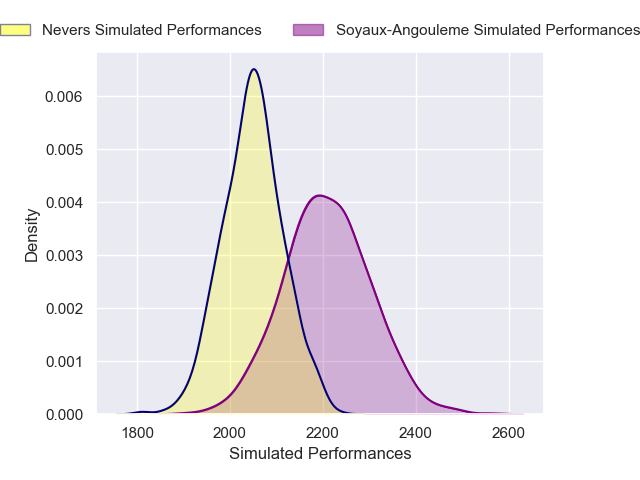 Nevers Simulated Performances Soyaux-Angouleme Simulated Performances
0.006
0.005
0.004
0.003
0.002
0.001
0.000
Density
1800 2000 2200 2400 2600
Simulated Performances